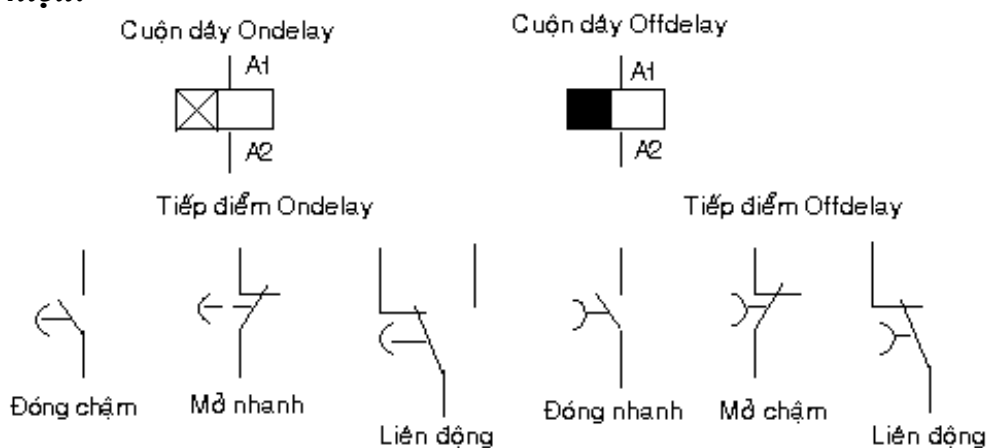 Cuộn dây Ondelay
Cuộn dây Offdelay
A1
A1
A2
A2
Tiếp điểm Ondelay
Tiếp điểm Offdelay
Đóng chậm
Mở nhanh
Liên động
Đóng nhanh
Mở chậm
Liên động